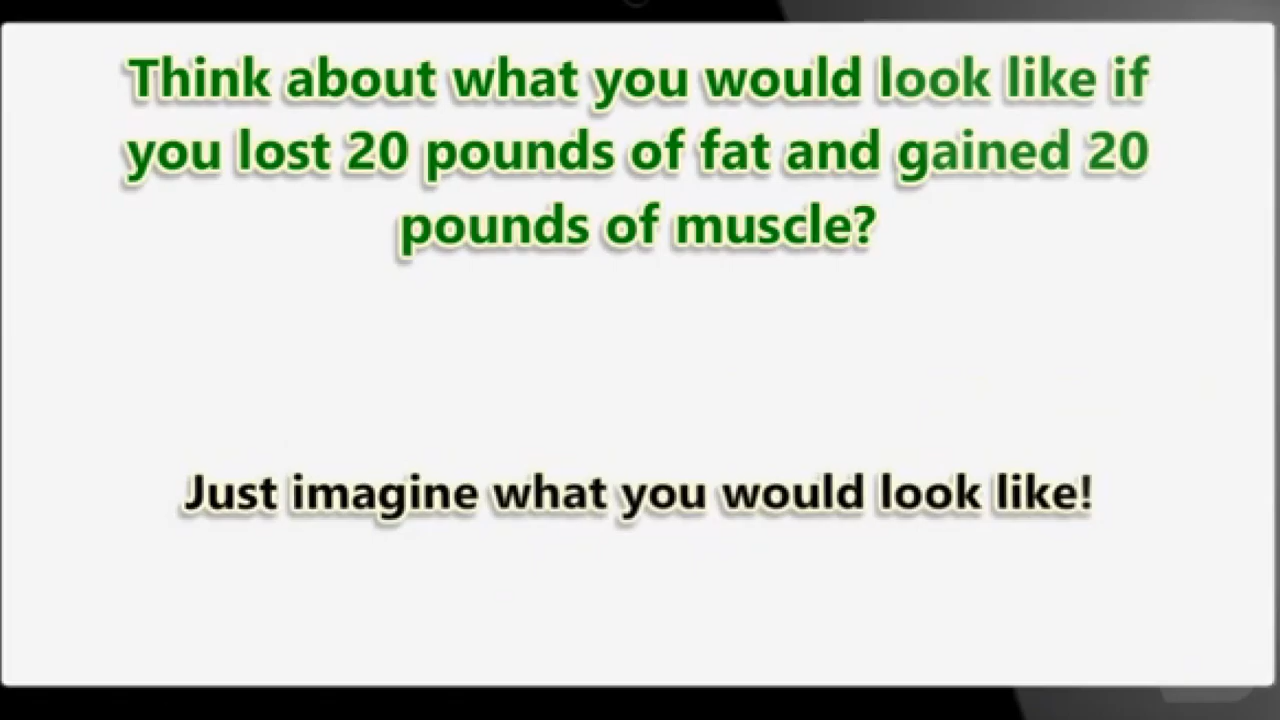 Think about what you would look like if
you lost 20 pounds of fat and gained 20
pounds of muscle?
Just imagine what you would look like!